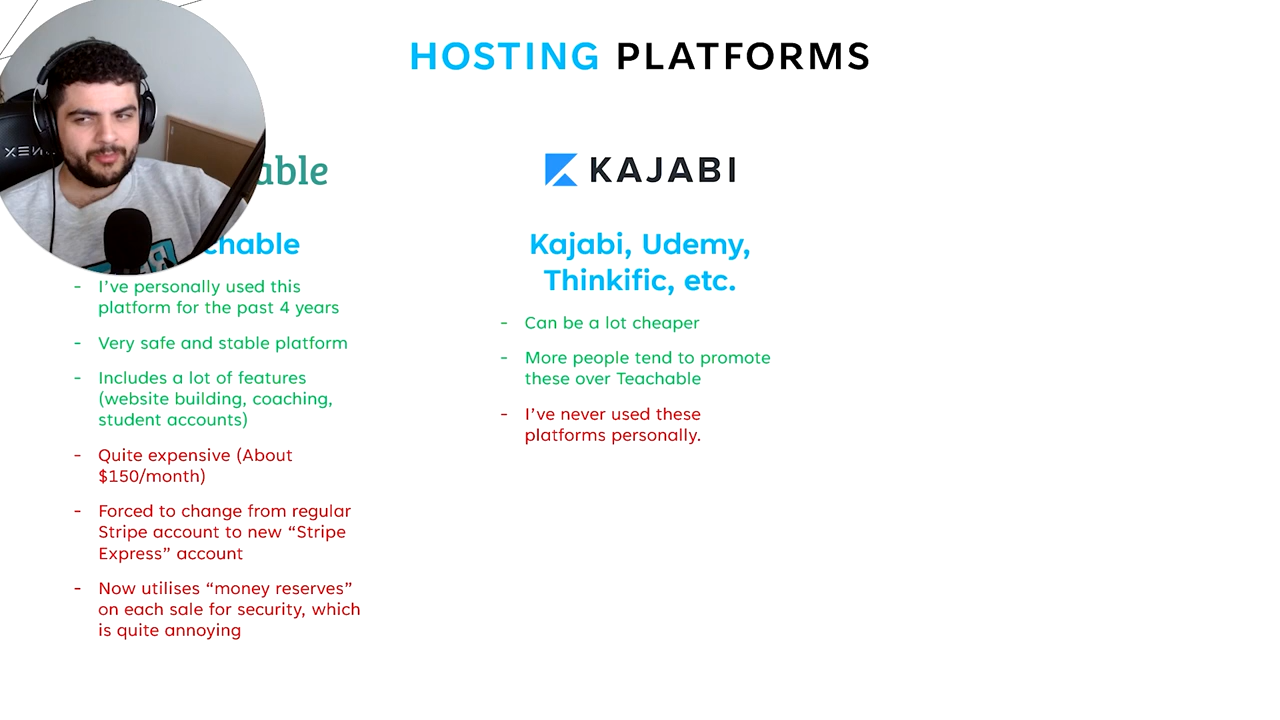 HOSTING PLATFORMS
able
chable
- I've personally used this
platform for the past 4 years
- Very safe and stable platform
- Includes a lot of features
(website building, coaching,
student accounts)
- Quite expensive (About
$150/month)
- Forced to change from regular
Stripe account to new “Stripe
Express” account
- Now utilises “money reserves”
on each sale for security, which
is quite annoying
KAJABI
Kajabi, Udemy,
Thinkific, etc.
- Can be a lot cheaper
- More people tend to promote
these over Teachable
- I've never used these
platforms personally.